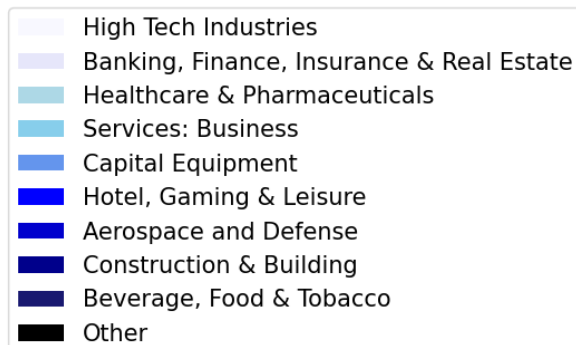 High Tech Industries
Banking, Finance, Insurance & Real Estate
Healthcare & Pharmaceuticals
Services: Business
Capital Equipment
Hotel, Gaming & Leisure
Aerospace and Defense
Construction & Building
Beverage, Food & Tobacco
Other